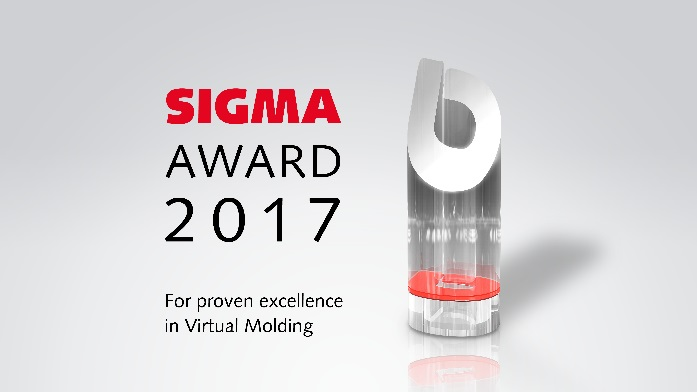 SIGMA
AWARD
2017
For proven excellence
in Virtual Molding